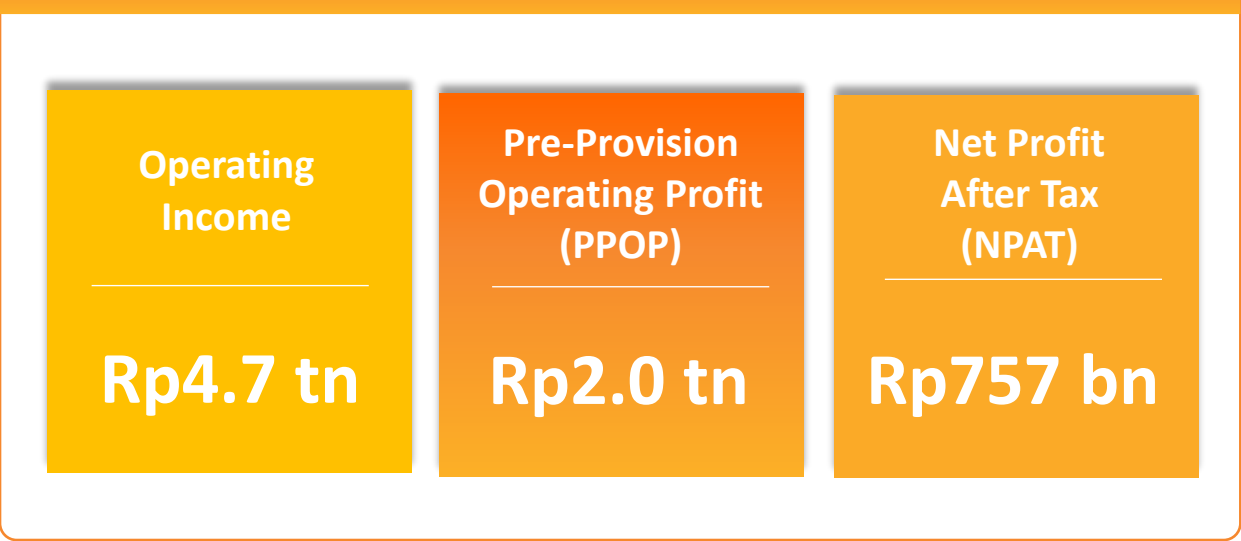 Operating
Income
Rp4.7 tn
Pre-Provision
Operating Profit
(PPOP)
Rp2.0 tn
Net Profit
After Tax
(NPAT)
Rp757 bn